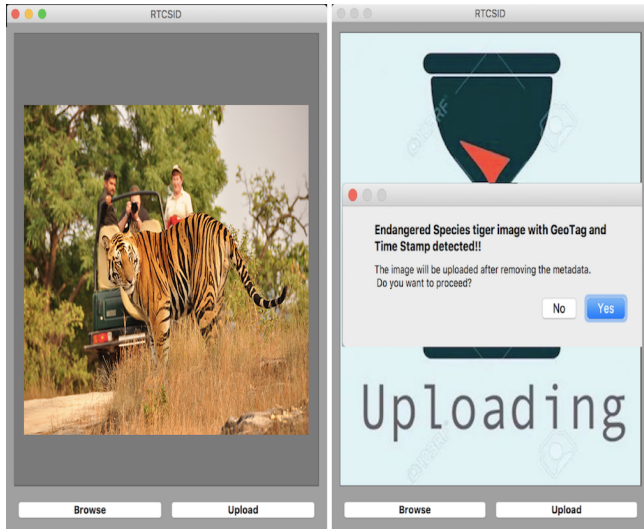 RTCSID
Browse
Upload
RTCSID
Endangered Species tiger image with GeoTag and
Time Stamp detected!!
The image will be uploaded after removing the metadata.
Do you want to proceed?
No
Yes
Uploading
Browse
Upload